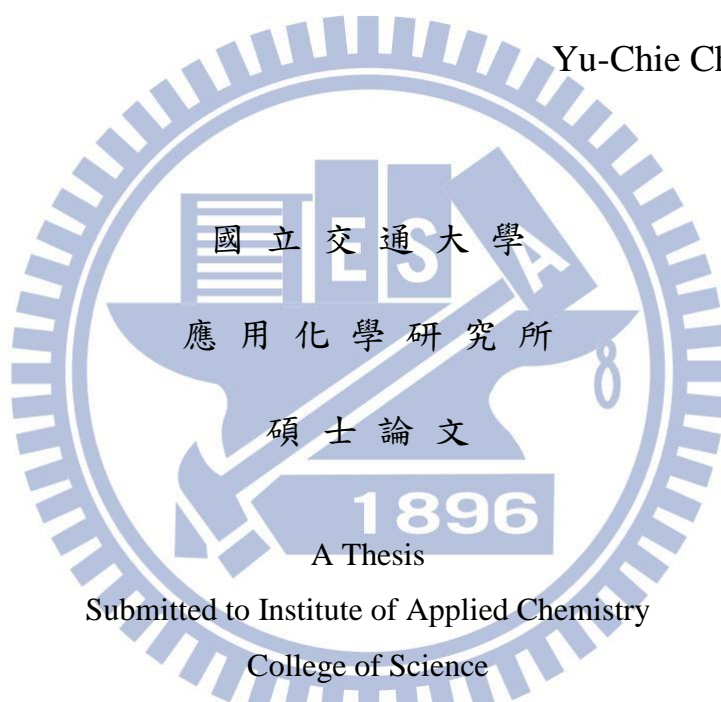 Yu-Chie Ch
國 立 交 通 大 學
E S A
應 用 化 學 研 究 所
碩 士 論 文
1896
A Thesis
Submitted to Institute of Applied Chemistry
College of Science